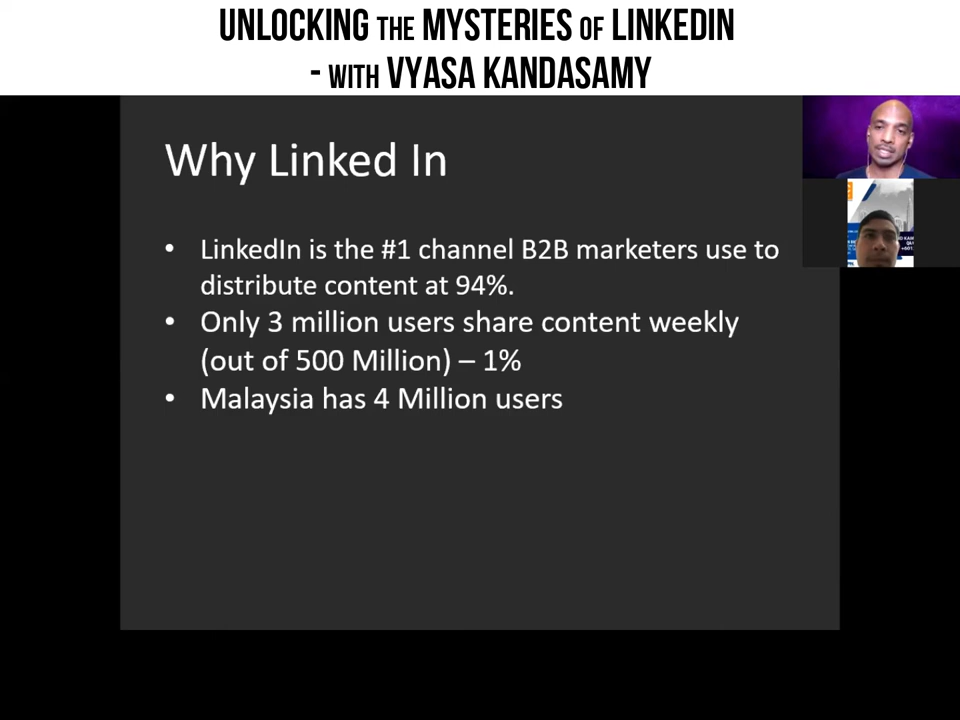 UNLOCKING THE MYSTERIES OF LINKEDIN
- WITH VYASA KANDASAMY
Why Linked In
• LinkedIn is the #1 channel B2B marketers use to
distribute content at 94%.
• Only 3 million users share content weekly
(out of 500 Million) – 1%
• Malaysia has 4 Million users